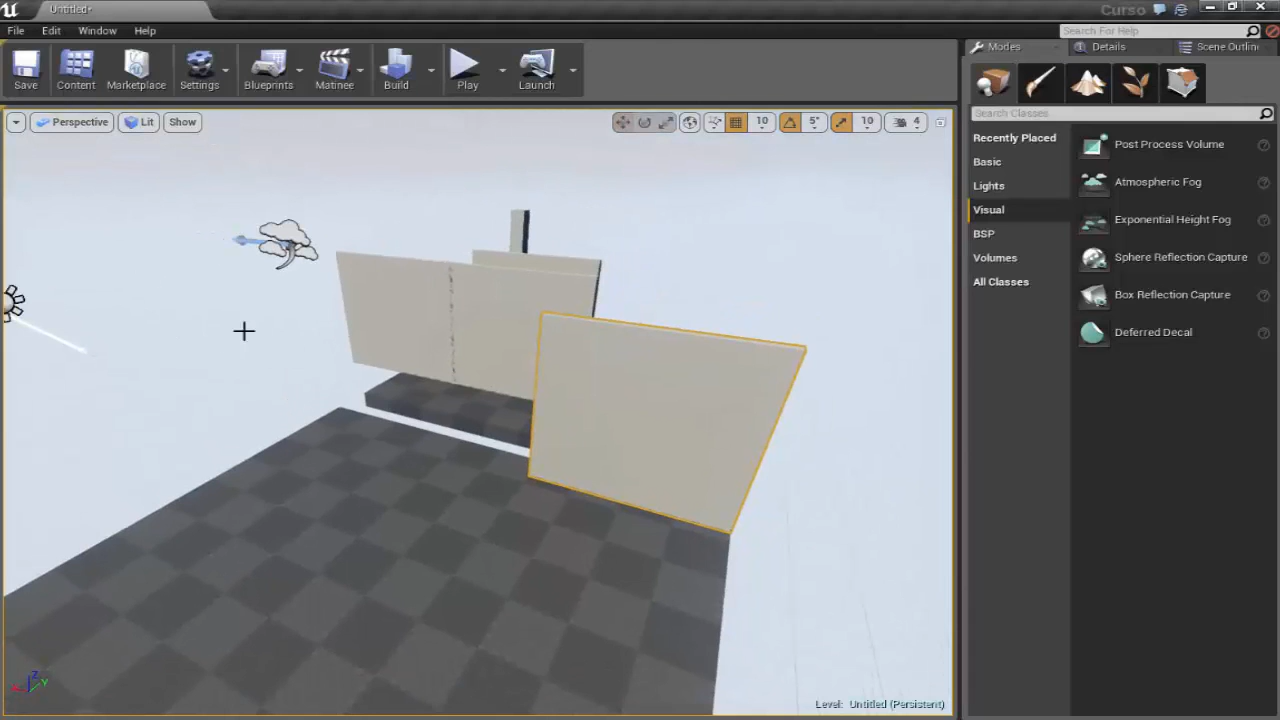 Untitled*
Curso
File Edit Window Help
Search For Help
Save Content Marketplace Settings Blueprints Matinee Build Play Launch
Modes Details Scene Outlin
Search Classes
Perspective Lit Show
10 5° 10 4
Recently Placed
Basic
Lights
Visual
BSP
Volumes
All Classes
Post Process Volume
Atmospheric Fog
Exponential Height Fog
Sphere Reflection Capture
Box Reflection Capture
Deferred Decal
Z
Y
Level: Untitled (Persistent)